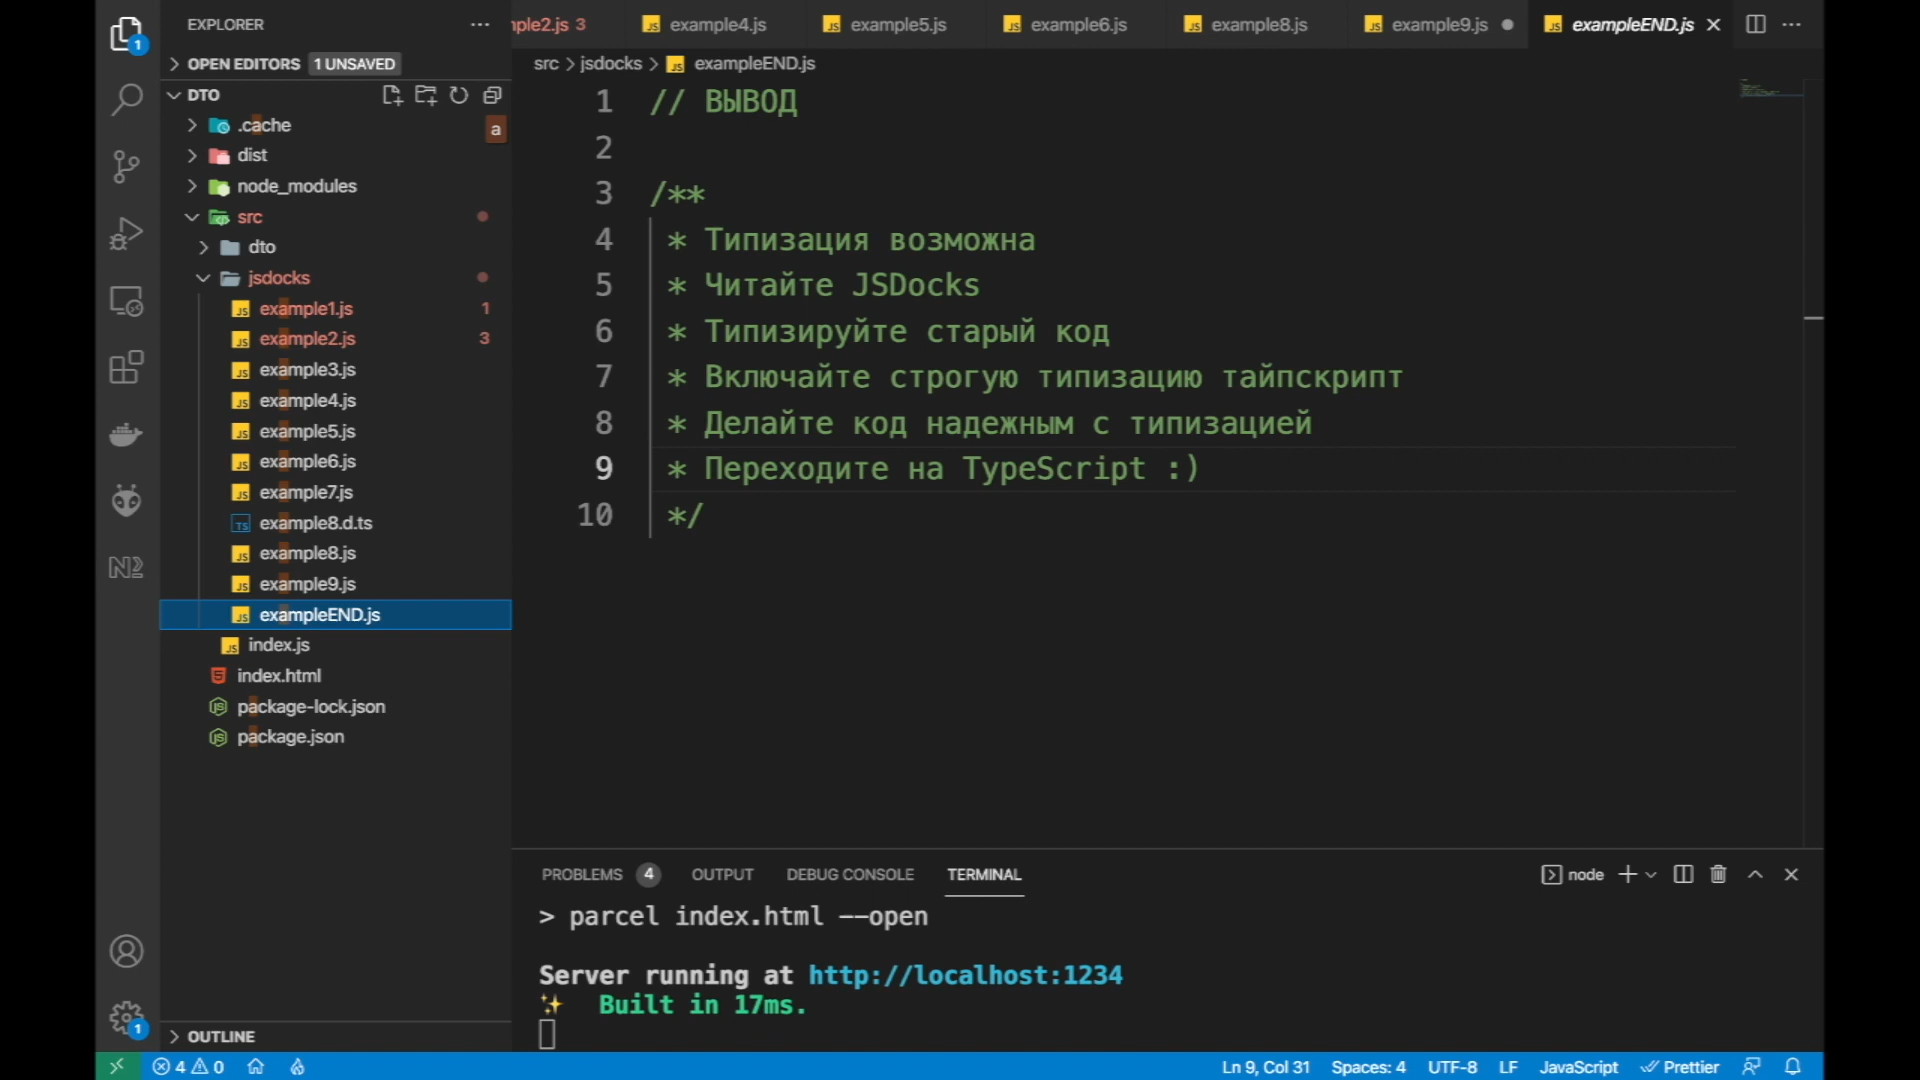 EXPLORER
OPEN EDITORS 1 UNSAVED
DTO
.cache
a
dist
node_modules
src
dto
jsdocks
example1.js 1
example2.js 3
example3.js
example4.js
example5.js
example6.js
example7.js
example8.d.ts
example8.js
example9.js
exampleEND.js
index.js
index.html
package-lock.json
package.json
OUTLINE
mple2.js 3 example4.js example5.js example6.js example8.js example9.js exampleEND.js
src > jsdocks > exampleEND.js
1 // ВЫВОД
2
3 /**
4 * Типизация возможна
5 * Читайте JSDocks
6 * Типизируйте старый код
7 * Включайте строгую типизацию тайпскрипт
8 * Делайте код надежным с типизацией
9 * Переходите на TypeScript :)
10 */
PROBLEMS 4 OUTPUT DEBUG CONSOLE TERMINAL node
> parcel index.html --open
Server running at http://localhost:1234
✨ Built in 17ms.
4 0 Ln 9, Col 31 Spaces: 4 UTF-8 LF JavaScript Prettier